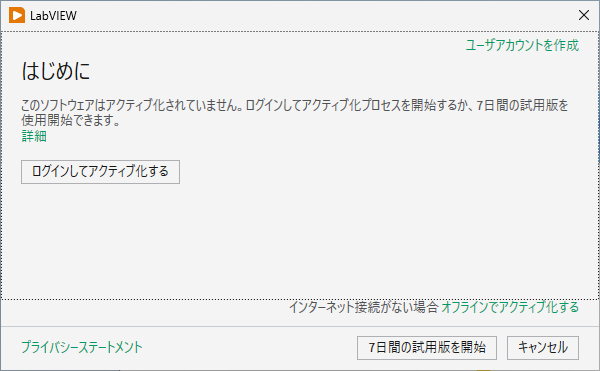 LabVIEW
ユーザアカウントを作成
はじめに
このソフトウェアはアクティブ化されていません。ログインしてアクティブ化プロセスを開始するか、7日間の試用版を
使用開始できます。
詳細
ログインしてアクティブ化する
インターネット接続がない場合 オフラインでアクティブ化する
プライバシーステートメント
7日間の試用版を開始
キャンセル